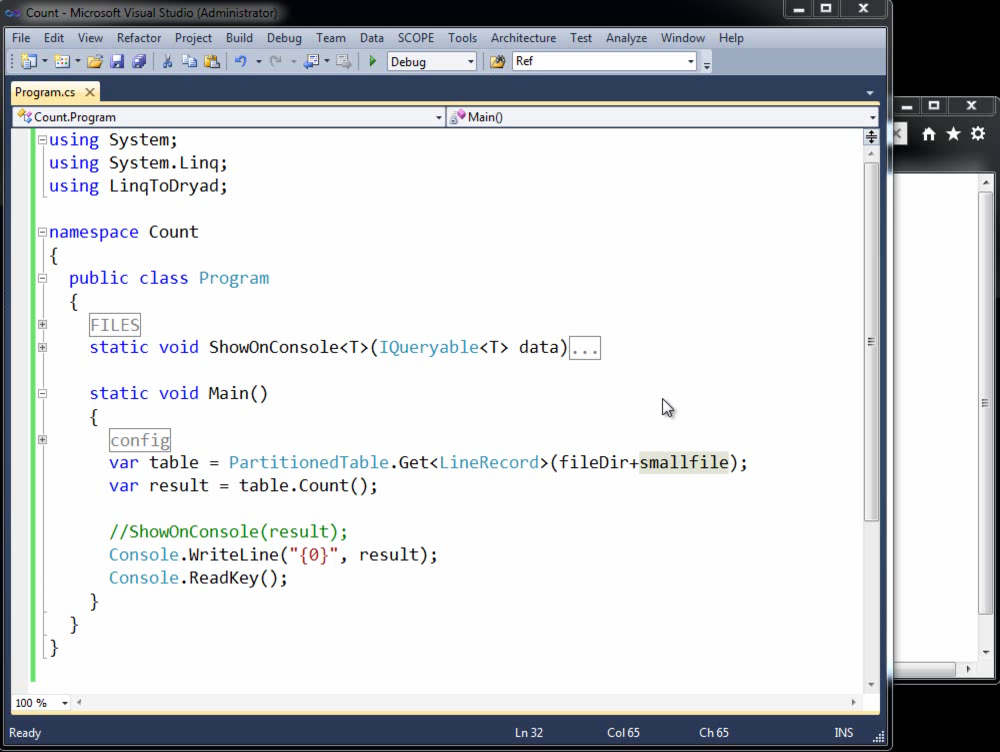 Count - Microsoft Visual Studio (Administrator)
File Edit View Refactor Project Build Debug Team Data SCOPE Tools Architecture Test Analyze Window Help
Debug Ref
Program.cs
Count.Program Main()
using System;
using System.Linq;
using LinqToDryad;
namespace Count
{
public class Program
{
FILES
static void ShowOnConsole<T>(IQueryable<T> data)...
static void Main()
{
config
var table = PartitionedTable.Get<LineRecord>(fileDir+smallfile);
var result = table.Count();
//ShowOnConsole(result);
Console.WriteLine("{0}", result);
Console.ReadKey();
}
}
}
100 %
Ready Ln 32 Col 65 Ch 65 INS